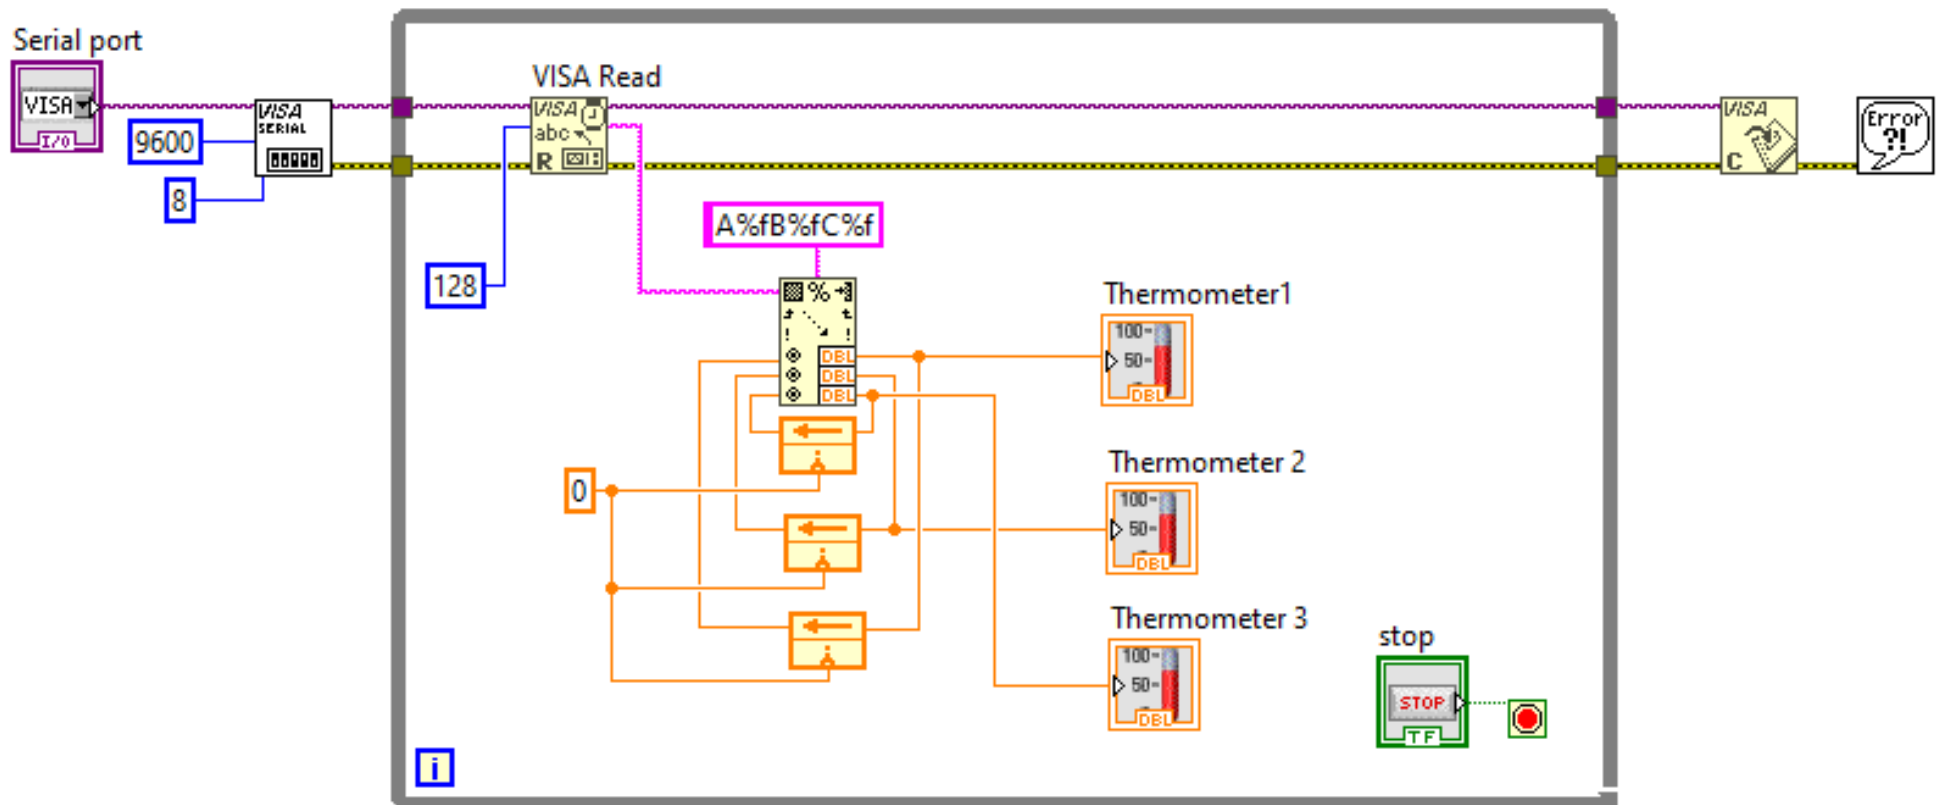 Serial port
VISA
I/O
9600
8
VISA
SERIAL
VISA Read
VISA
abc
R
128
A%fB%fC%f
%
DBL
DBL
DBL
0
i
i
i
Thermometer1
100
50
DBL
Thermometer 2
100
50
DBL
Thermometer 3
100
50
DBL
stop
STOP
TF
i
VISA
C
Error
?!